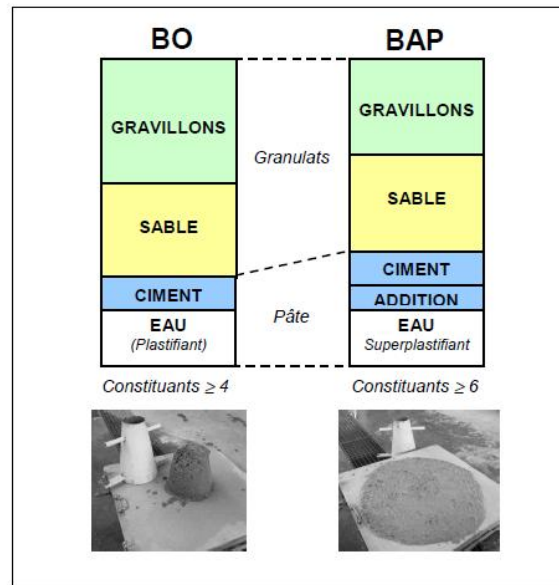 BO
BAP
GRAVILLONS
GRAVILLONS
Granulats
SABLE
SABLE
CIMENT
CIMENT
ADDITION
Pâte
EAU
(Plastifiant)
EAU
Superplastifiant
Constituants ≥ 4
Constituants ≥ 6